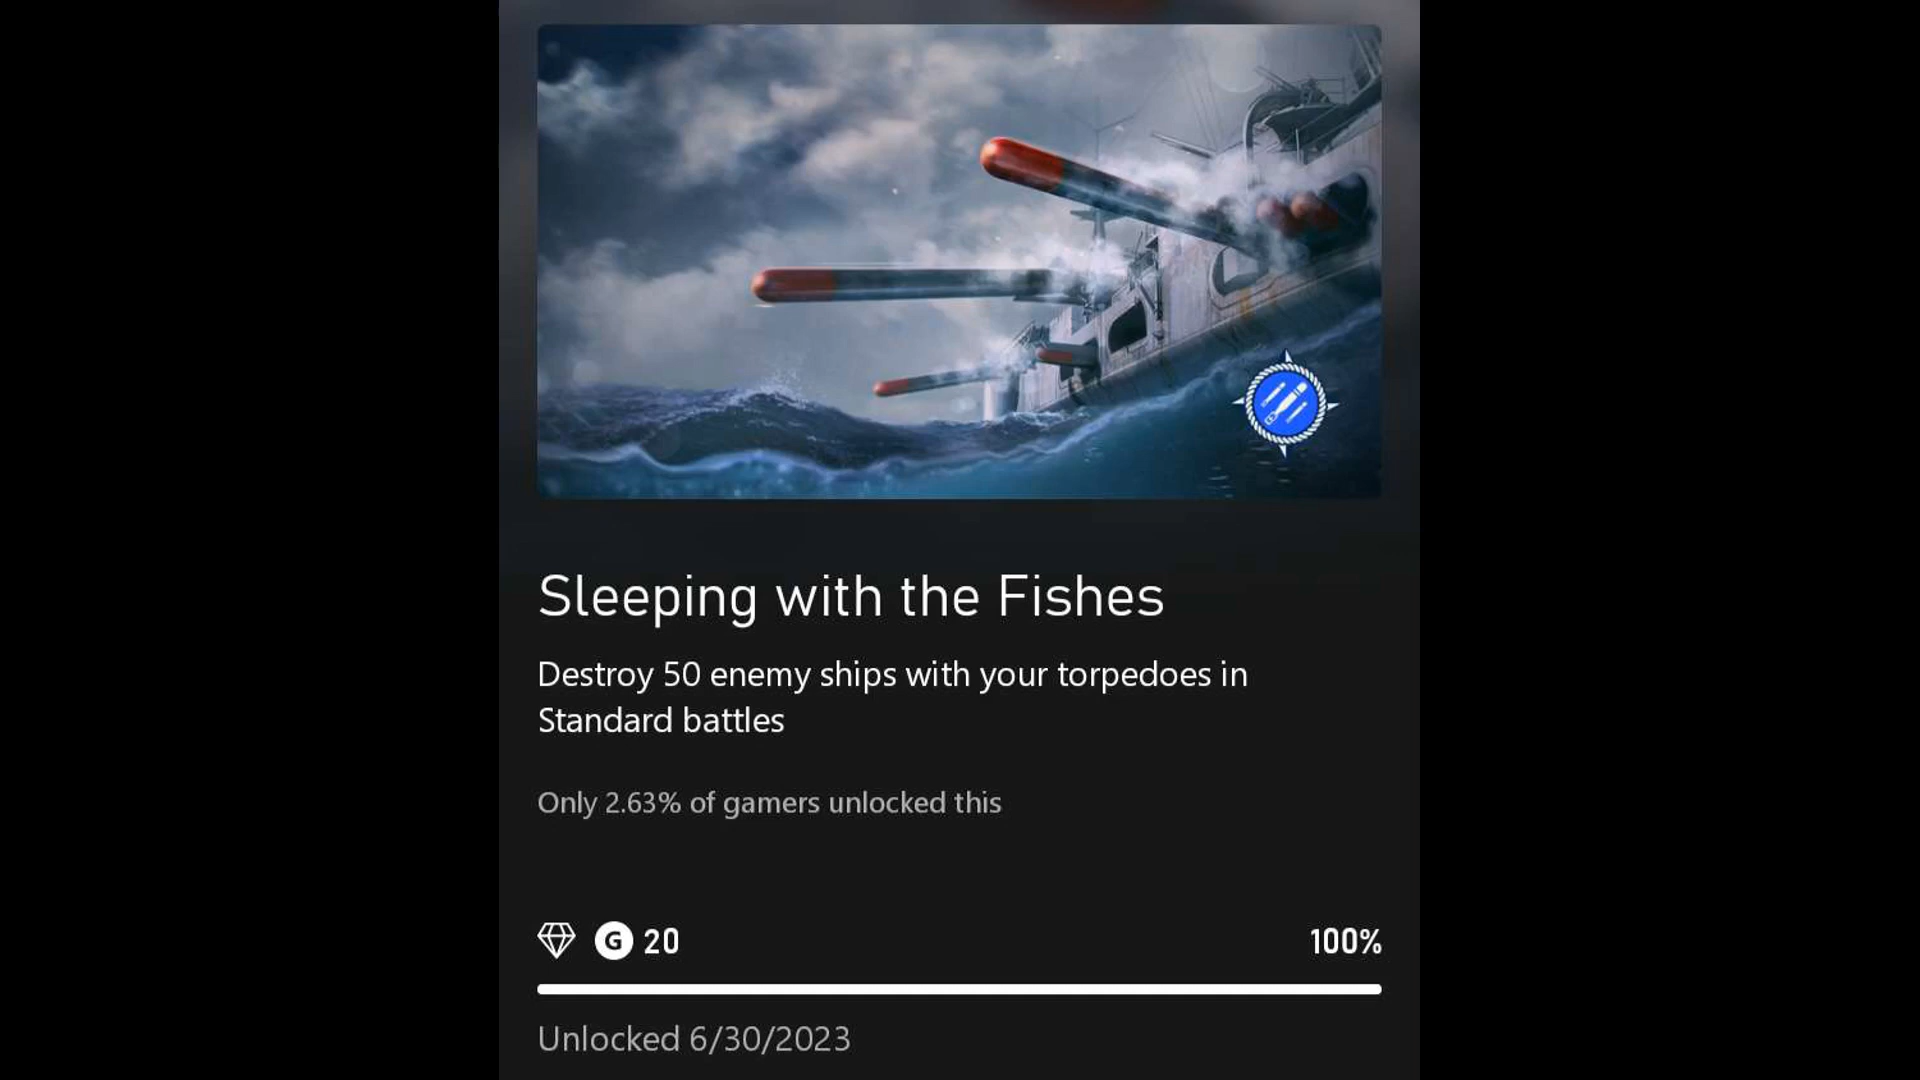 Sleeping with the Fishes
Destroy 50 enemy ships with your torpedoes in
Standard battles
Only 2.63% of gamers unlocked this
G 20
100%
Unlocked 6/30/2023